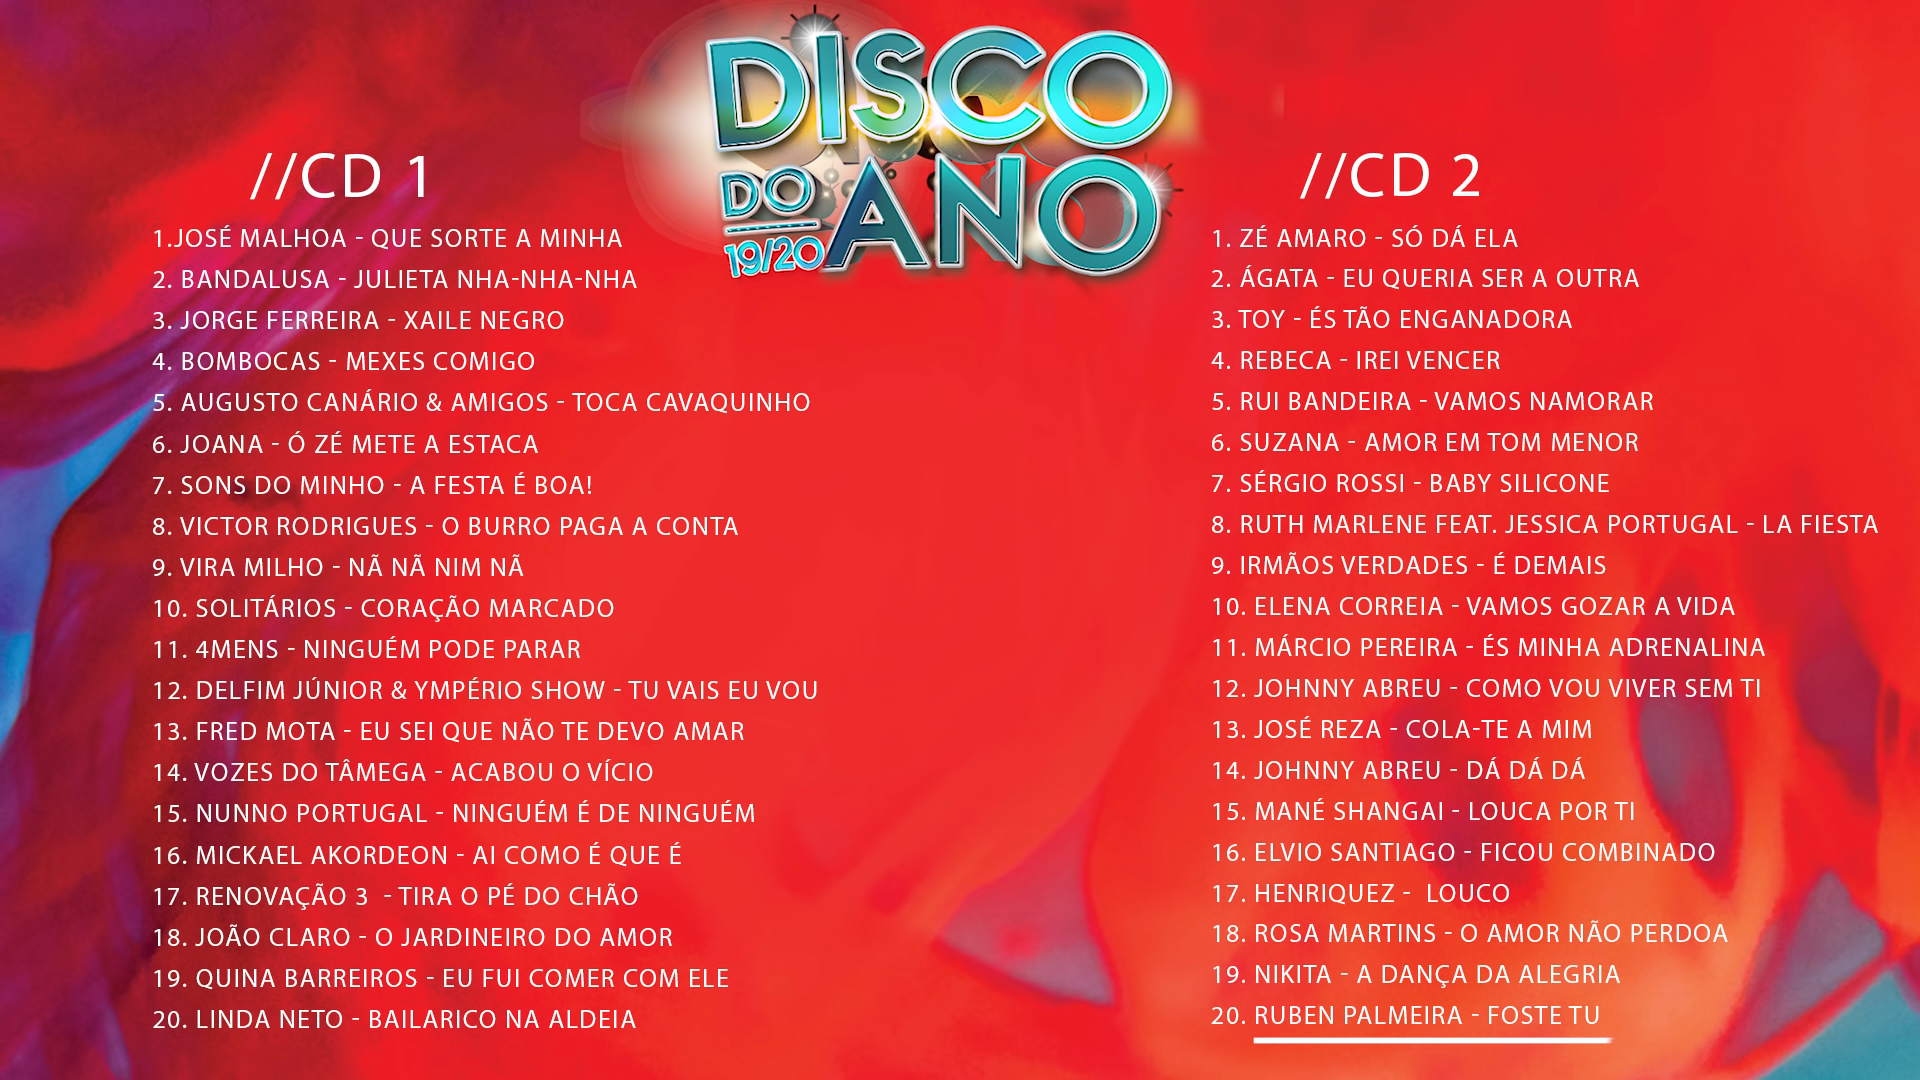 DISCO
DO ANO
19/20
//CD 1
1.JOSÉ MALHOA - QUE SORTE A MINHA
2. BANDALUSA - JULIETA NHA-NHA-NHA
3. JORGE FERREIRA - XAILE NEGRO
4. BOMBOCAS - MEXES COMIGO
5. AUGUSTO CANÁRIO & AMIGOS - TOCA CAVAQUINHO
6. JOANA - Ó ZÉ METE A ESTACA
7. SONS DO MINHO - A FESTA É BOA!
8. VICTOR RODRIGUES - O BURRO PAGA A CONTA
9. VIRA MILHO - NÃ NÃ NIM NÃ
10. SOLITÁRIOS - CORAÇÃO MARCADO
11. 4MENS - NINGUÉM PODE PARAR
12. DELFIM JÚNIOR & YMPÉRIO SHOW - TU VAIS EU VOU
13. FRED MOTA - EU SEI QUE NÃO TE DEVO AMAR
14. VOZES DO TÂMEGA - ACABOU O VÍCIO
15. NUNNO PORTUGAL - NINGUÉM É DE NINGUÉM
16. MICKAEL AKORDEON - AI COMO É QUE É
17. RENOVAÇÃO 3  - TIRA O PÉ DO CHÃO
18. JOÃO CLARO - O JARDINEIRO DO AMOR
19. QUINA BARREIROS - EU FUI COMER COM ELE
20. LINDA NETO - BAILARICO NA ALDEIA
//CD 2
1. ZÉ AMARO - SÓ DÁ ELA
2. ÁGATA - EU QUERIA SER A OUTRA
3. TOY - ÉS TÃO ENGANADORA
4. REBECA - IREI VENCER
5. RUI BANDEIRA - VAMOS NAMORAR
6. SUZANA - AMOR EM TOM MENOR
7. SÉRGIO ROSSI - BABY SILICONE
8. RUTH MARLENE FEAT. JESSICA PORTUGAL - LA FIESTA
9. IRMÃOS VERDADES - É DEMAIS
10. ELENA CORREIA - VAMOS GOZAR A VIDA
11. MÁRCIO PEREIRA - ÉS MINHA ADRENALINA
12. JOHNNY ABREU - COMO VOU VIVER SEM TI
13. JOSÉ REZA - COLA-TE A MIM
14. JOHNNY ABREU - DÁ DÁ DÁ
15. MANÉ SHANGAI - LOUCA POR TI
16. ELVIO SANTIAGO - FICOU COMBINADO
17. HENRIQUEZ -  LOUCO
18. ROSA MARTINS - O AMOR NÃO PERDOA
19. NIKITA - A DANÇA DA ALEGRIA
20. RUBEN PALMEIRA - FOSTE TU